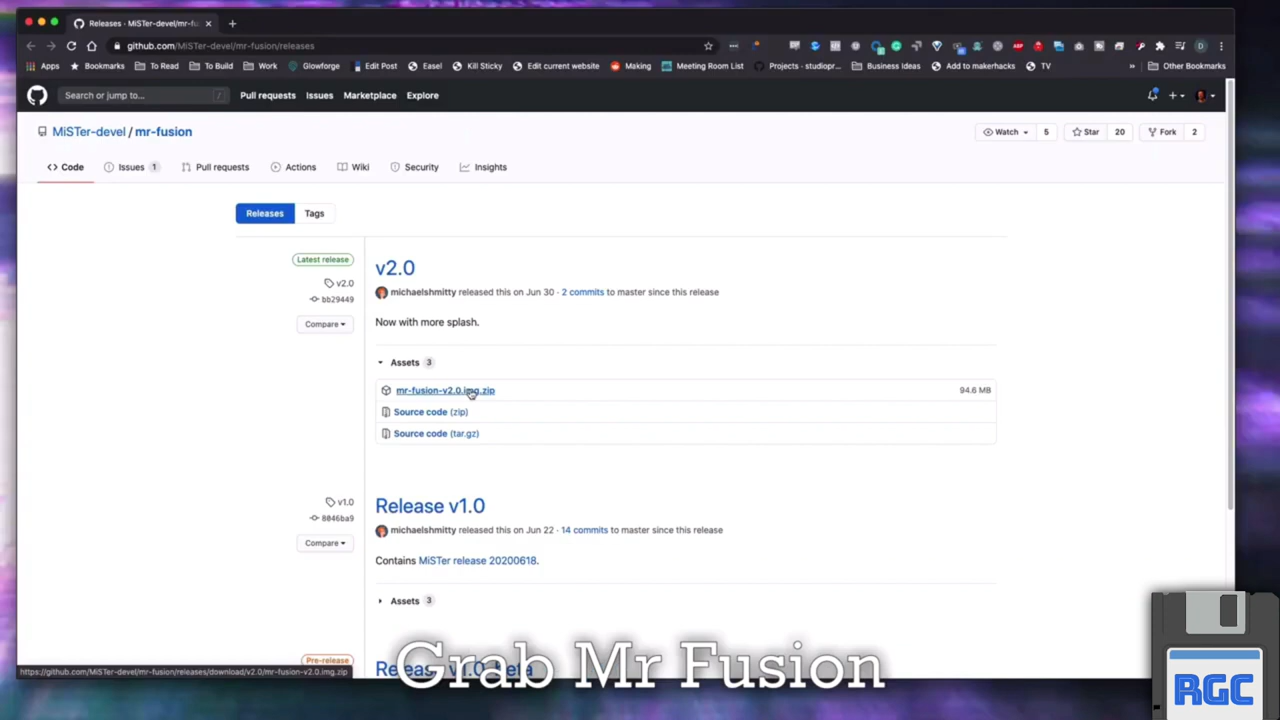 Releases · MiSTer-devel/mr-fu
github.com/MiSTer-devel/mr-fusion/releases
Apps Bookmarks To Read To Build Work Glowforge Edit Post Easel Kill Sticky Edit current website Making Meeting Room List Projects - studiopr... Business Ideas Add to makerhacks TV » Other Bookmarks
Search or jump to... / Pull requests Issues Marketplace Explore
MiSTer-devel / mr-fusion
Watch 5 Star 20 Fork 2
Code Issues 1 Pull requests Actions Wiki Security Insights
Releases Tags
Latest release
v2.0
bb29449
Compare
v2.0
michaelshmitty released this on Jun 30 · 2 commits to master since this release
Now with more splash.
Assets 3
mr-fusion-v2.0.img.zip 94.6 MB
Source code (zip)
Source code (tar.gz)
v1.0
8046ba9
Compare
Release v1.0
michaelshmitty released this on Jun 22 · 14 commits to master since this release
Contains MiSTer release 20200618.
Assets 3
Pre-release
Release v1.0-beta
https://github.com/MiSTer-devel/mr-fusion/releases/download/v2.0/mr-fusion-v2.0.img.zip
Grab Mr Fusion
RGC